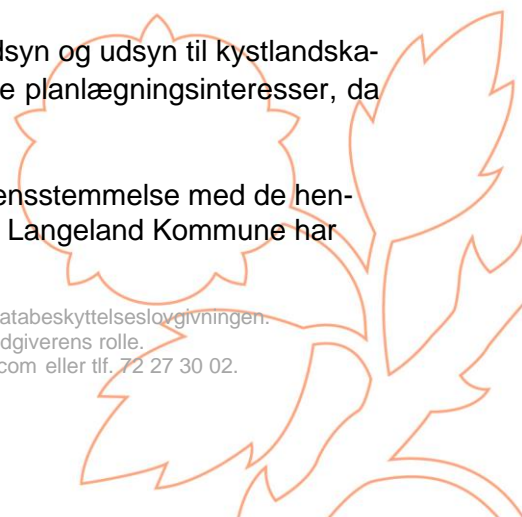 dsyn og udsyn til kystlandska-
e planlægningsinteresser, da
ensstemmelse med de hen-
Langeland Kommune har
atabeskyttelseslovgivningen.
dgiverens rolle.
com eller tlf. 72 27 30 02.